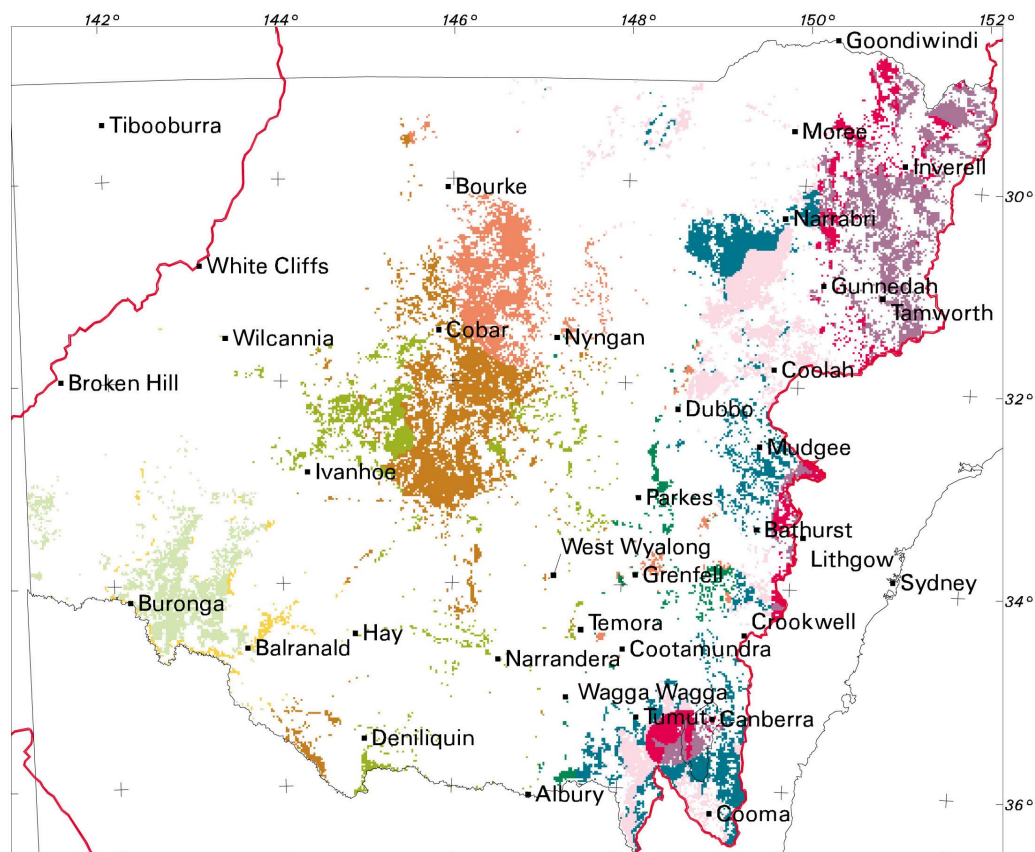 142° 144° 146° 148° 150° 152°
Goondiwindi
Tibooburra
Moree
Inverell
Bourke
30°
Narrabri
White Cliffs
Gunnedah
Tamworth
Cobar
Wilcannia
Nyngan
Coolah
Broken Hill
32°
Dubbo
Mudgee
Ivanhoe
Parkes
Bathurst
West Wyalong
Lithgow
Grenfell
Sydney
34°
Buronga
Temora
Crookwell
Hay
Balranald
Cootamundra
Narrandera
Wagga Wagga
Tumut
Canberra
Deniliquin
Albury
36°
Cooma